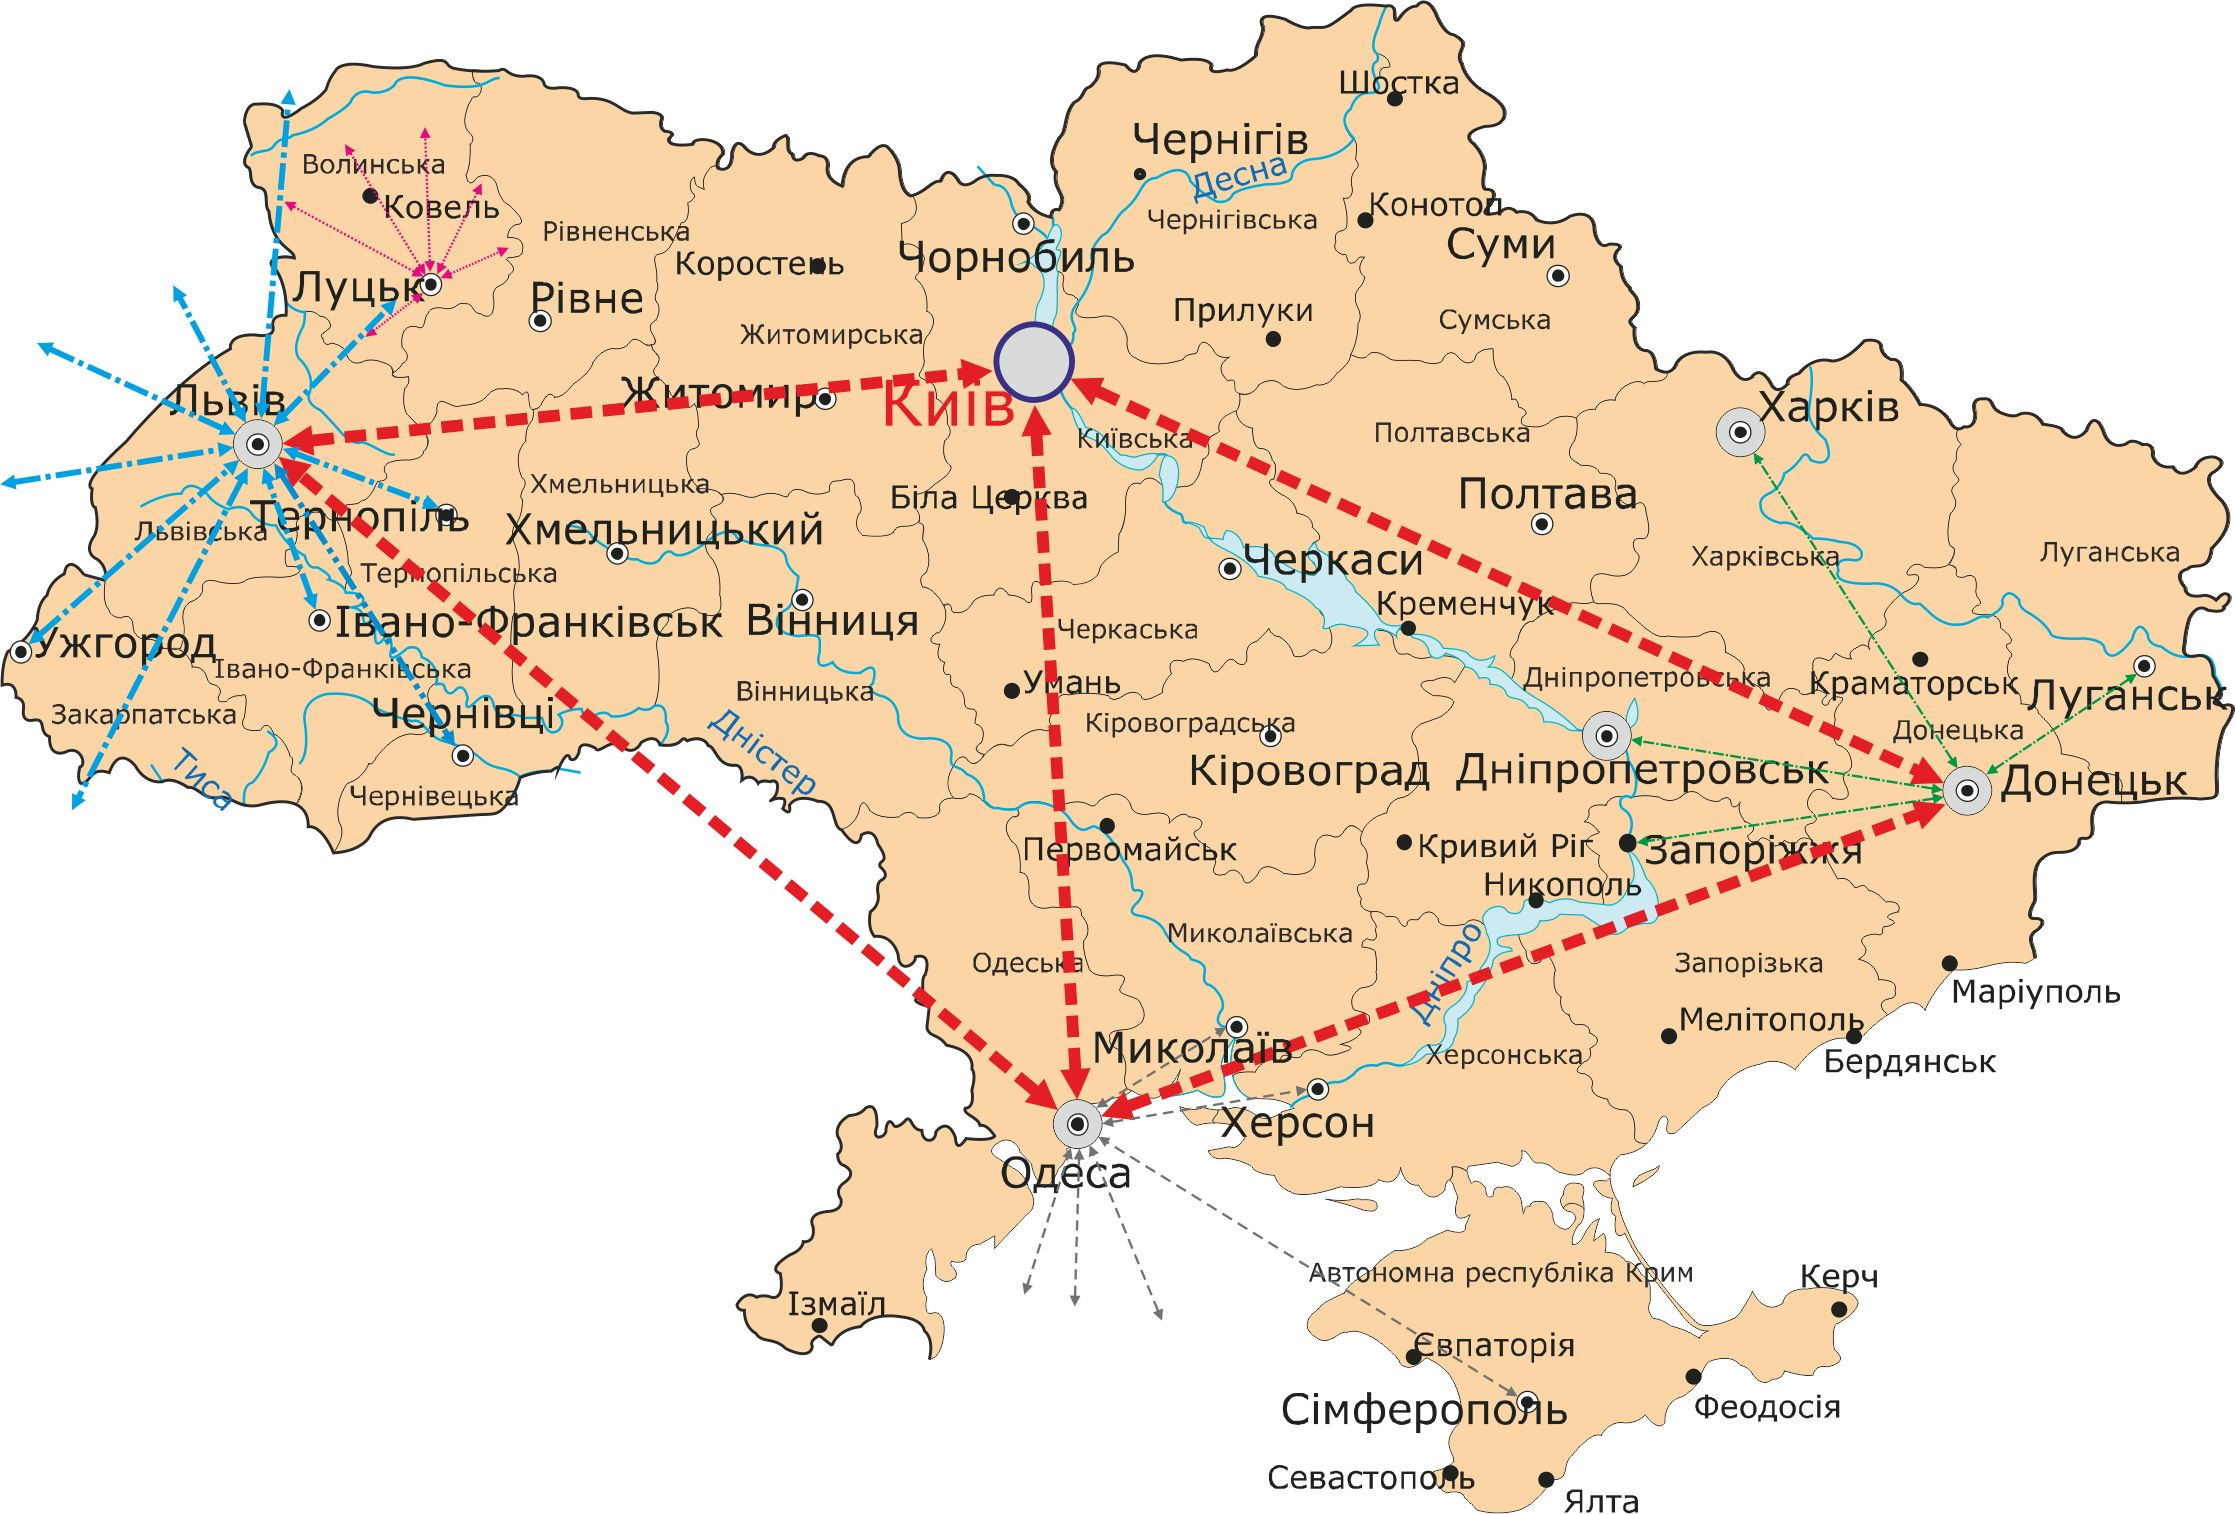 Шостка
Чернігів
Десна
Волинська
Ковель
Чернігівська
Конотоп
Рівненська
Суми
Коростень
Чорнобиль
Луцьк
Рівне
Прилуки
Сумська
Житомирська
Львів
Житомир
Київ
Харків
Київська
Полтавська
Хмельницька
Біла Церква
Полтава
Львівська
Тернопіль
Хмельницький
Черкаси
Харківська
Луганська
Тернопільська
Кременчук
Івано-Франківськ
Вінниця
Черкаська
Ужгород
Івано-Франківська
Вінницька
Умань
Дніпропетровська
Краматорськ
Луганськ
Закарпатська
Чернівці
Кіровоградська
Донецька
Дністер
Тиса
Кіровоград
Дніпропетровськ
Донецьк
Чернівецька
Первомайськ
Кривий Ріг
Запоріжжя
Никополь
Миколаївська
Одеська
Дніпро
Запорізька
Маріуполь
Мелітополь
Миколаїв
Херсонська
Бердянськ
Херсон
Одеса
Автономна республіка Крим
Керч
Ізмаїл
Євпаторія
Сімферополь
Феодосія
Севастополь
Ялта